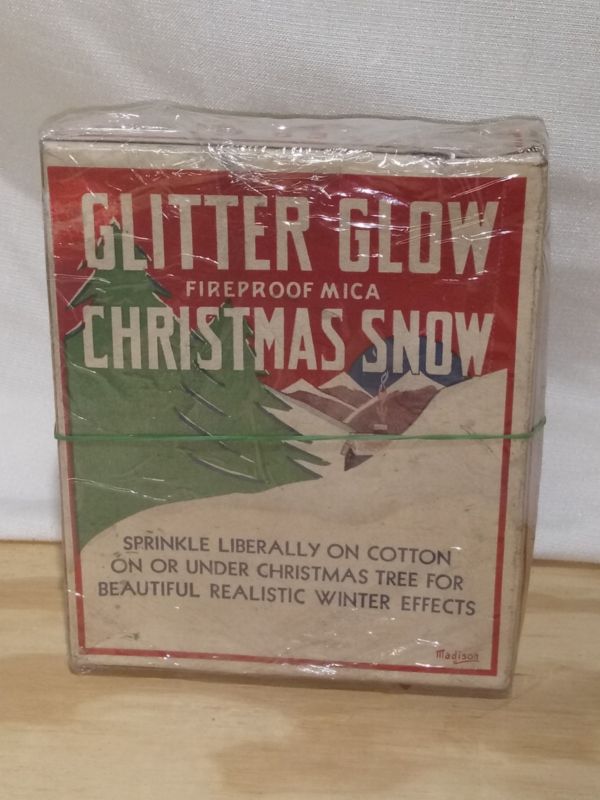 GLITTER GLOW
FIREPROOF MICA
CHRISTMAS SNOW
SPRINKLE LIBERALLY ON COTTON
ON OR UNDER CHRISTMAS TREE FOR
BEAUTIFUL REALISTIC WINTER EFFECTS
Madison